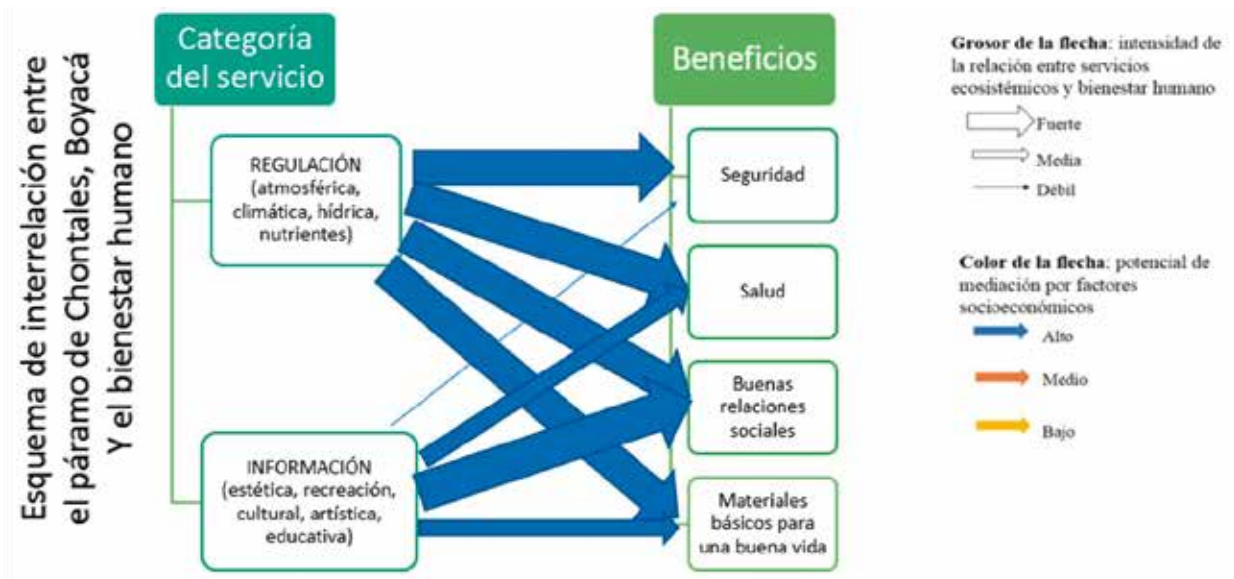 Esquema de interrelación entre
el páramo de Chontales, Boyacá
Y el bienestar humano
Categoría
del servicio
REGULACIÓN
(atmosférica,
climática, hídrica,
nutrientes)
INFORMACIÓN
(estética, recreación,
cultural, artística,
educativa)
Beneficios
Seguridad
Salud
Buenas
relaciones
sociales
Materiales
básicos para
una buena vida
Grosor de la flecha: intensidad de
la relación entre servicios
ecosistémicos y bienestar humano
Fuerte
Media
Débil
Color de la flecha: potencial de
mediación por factores
socioeconómicos
Alto
Medio
Bajo